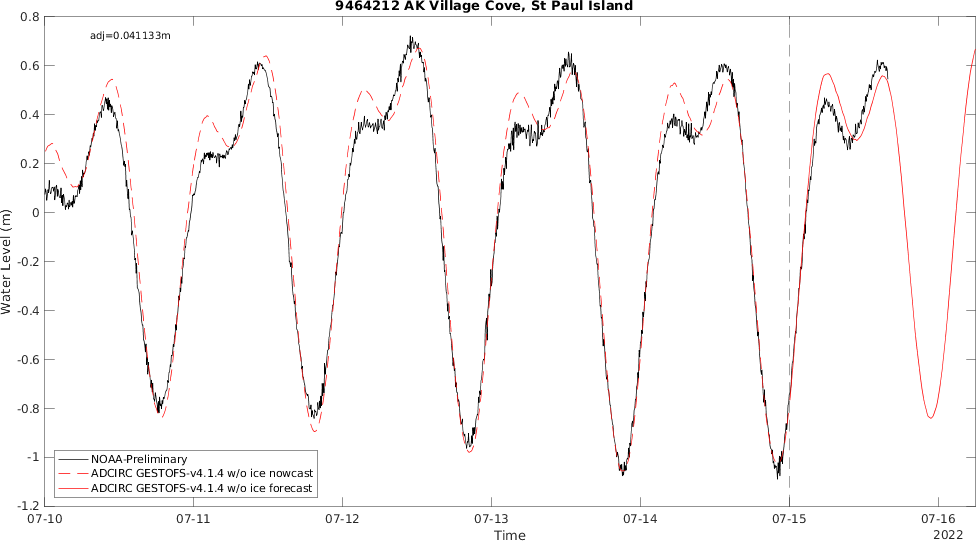 9464212 AK Village Cove, St Paul Island
adj=0.041133m
0.8
0.6
0.4
0.2
0
-0.2
-0.4
-0.6
-0.8
-1
-1.2
Water Level (m)
NOAA-Preliminary
ADCIRC GESTOFS-v4.1.4 w/o ice nowcast
ADCIRC GESTOFS-v4.1.4 w/o ice forecast
07-10 07-11 07-12 07-13 07-14 07-15 07-16
Time
2022